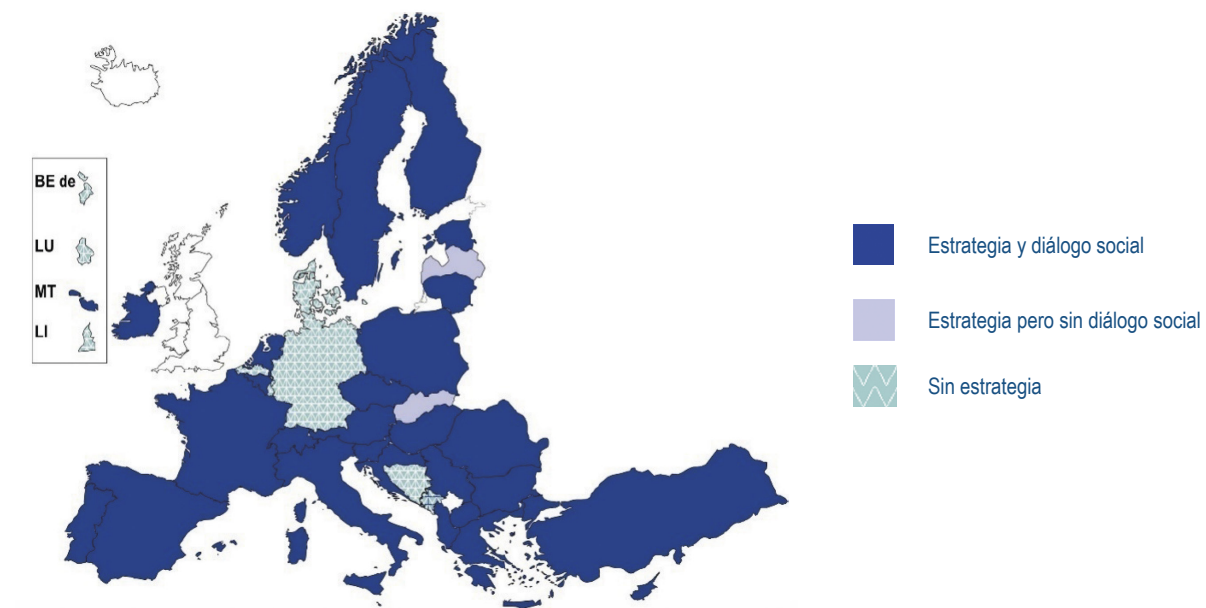 BE de
LU
MT
LI
Estrategia y diálogo social
Estrategia pero sin diálogo social
Sin estrategia